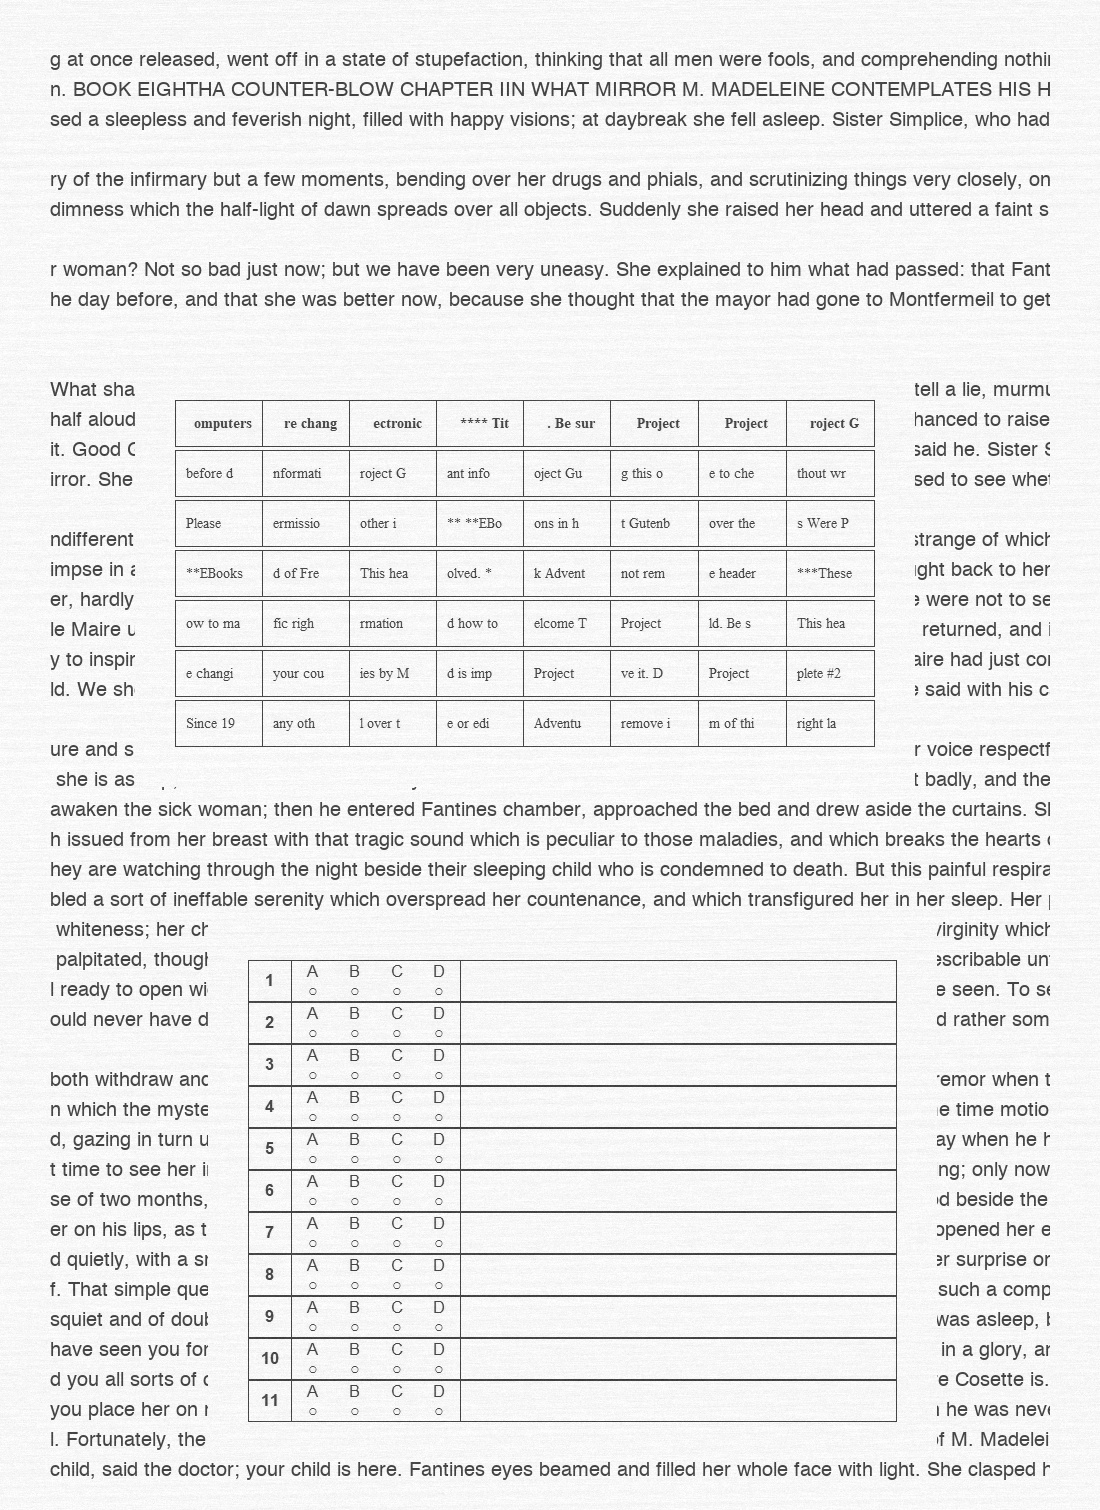 g at once released, went off in a state of stupefaction, thinking that all men were fools, and comprehending nothin
n. BOOK EIGHTHA COUNTER-BLOW CHAPTER IIN WHAT MIRROR M. MADELEINE CONTEMPLATES HIS H
sed a sleepless and feverish night, filled with happy visions; at daybreak she fell asleep. Sister Simplice, who had
ry of the infirmary but a few moments, bending over her drugs and phials, and scrutinizing things very closely, on
dimness which the half-light of dawn spreads over all objects. Suddenly she raised her head and uttered a faint s
r woman? Not so bad just now; but we have been very uneasy. She explained to him what had passed: that Fant
he day before, and that she was better now, because she thought that the mayor had gone to Montfermeil to get
What sha tell a lie, murmu
half aloud hanced to raise
it. Good said he. Sister
irror. She sed to see whet
ndifferent strange of which
impse in ght back to her
er, hardly were not to se
le Maire returned, and
y to inspir aire had just co
ld. We sh said with his c
ure and s r voice respectf
she is as t badly, and the
omputers re chang ectronic **** Tit . Be sur Project Project roject G
before d nformati roject G ant info oject Gu g this o e to che thout wr
Please ermissio other i ** **EBo ons in h t Gutenb over the s Were P
**EBooks d of Fre This hea olved. * k Advent not rem e header ***These
ow to ma fic righ rmation d how to elcome T Project ld. Be s This hea
e changi your cou ies by M d is imp Project ve it. D Project plete #2
Since 19 any oth l over t e or edi Adventu remove i m of thi right la
awaken the sick woman; then he entered Fantines chamber, approached the bed and drew aside the curtains. Sl
h issued from her breast with that tragic sound which is peculiar to those maladies, and which breaks the hearts
hey are watching through the night beside their sleeping child who is condemned to death. But this painful respira
bled a sort of ineffable serenity which overspread her countenance, and which transfigured her in her sleep. Her
whiteness; her ch virginity which
palpitated, though escribable un
l ready to open wi e seen. To se
ould never have d d rather som
both withdraw and remor when t
n which the myste e time motio
d, gazing in turn u ay when he h
t time to see her i ng; only now
se of two months, d beside the
er on his lips, as t opened her e
d quietly, with a s er surprise or
f. That simple que such a comp
squiet and of doub was asleep, b
have seen you for in a glory, ar
d you all sorts of e Cosette is.
you place her on he was neve
l. Fortunately, the of M. Madelei
1 A B C D
2 A B C D
3 A B C D
4 A B C D
5 A B C D
6 A B C D
7 A B C D
8 A B C D
9 A B C D
10 A B C D
11 A B C D
child, said the doctor; your child is here. Fantines eyes beamed and filled her whole face with light. She clasped h